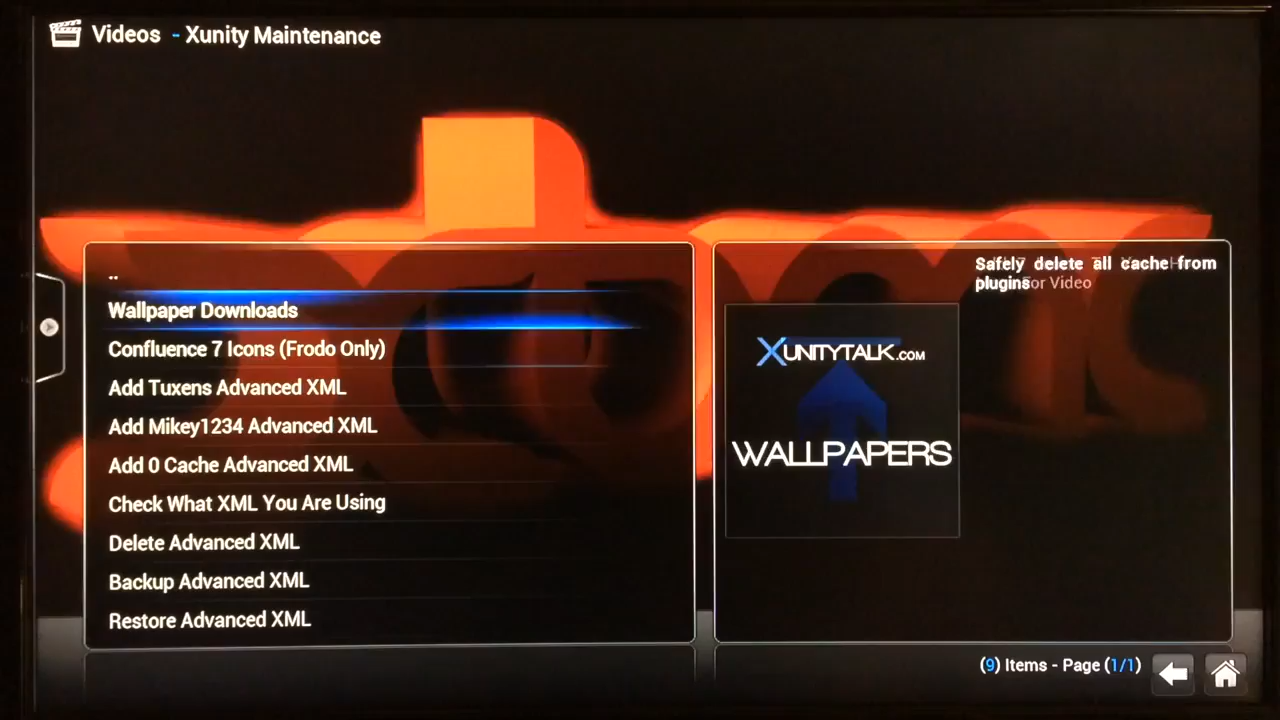 Videos - Xunity Maintenance
..
Wallpaper Downloads
Confluence 7 Icons (Frodo Only)
Add Tuxens Advanced XML
Add Mikey1234 Advanced XML
Add 0 Cache Advanced XML
Check What XML You Are Using
Delete Advanced XML
Backup Advanced XML
Restore Advanced XML
Safely delete all cache from
plugins For Video
XUNITYTALK.COM
WALLPAPERS
(9) Items - Page (1/1)